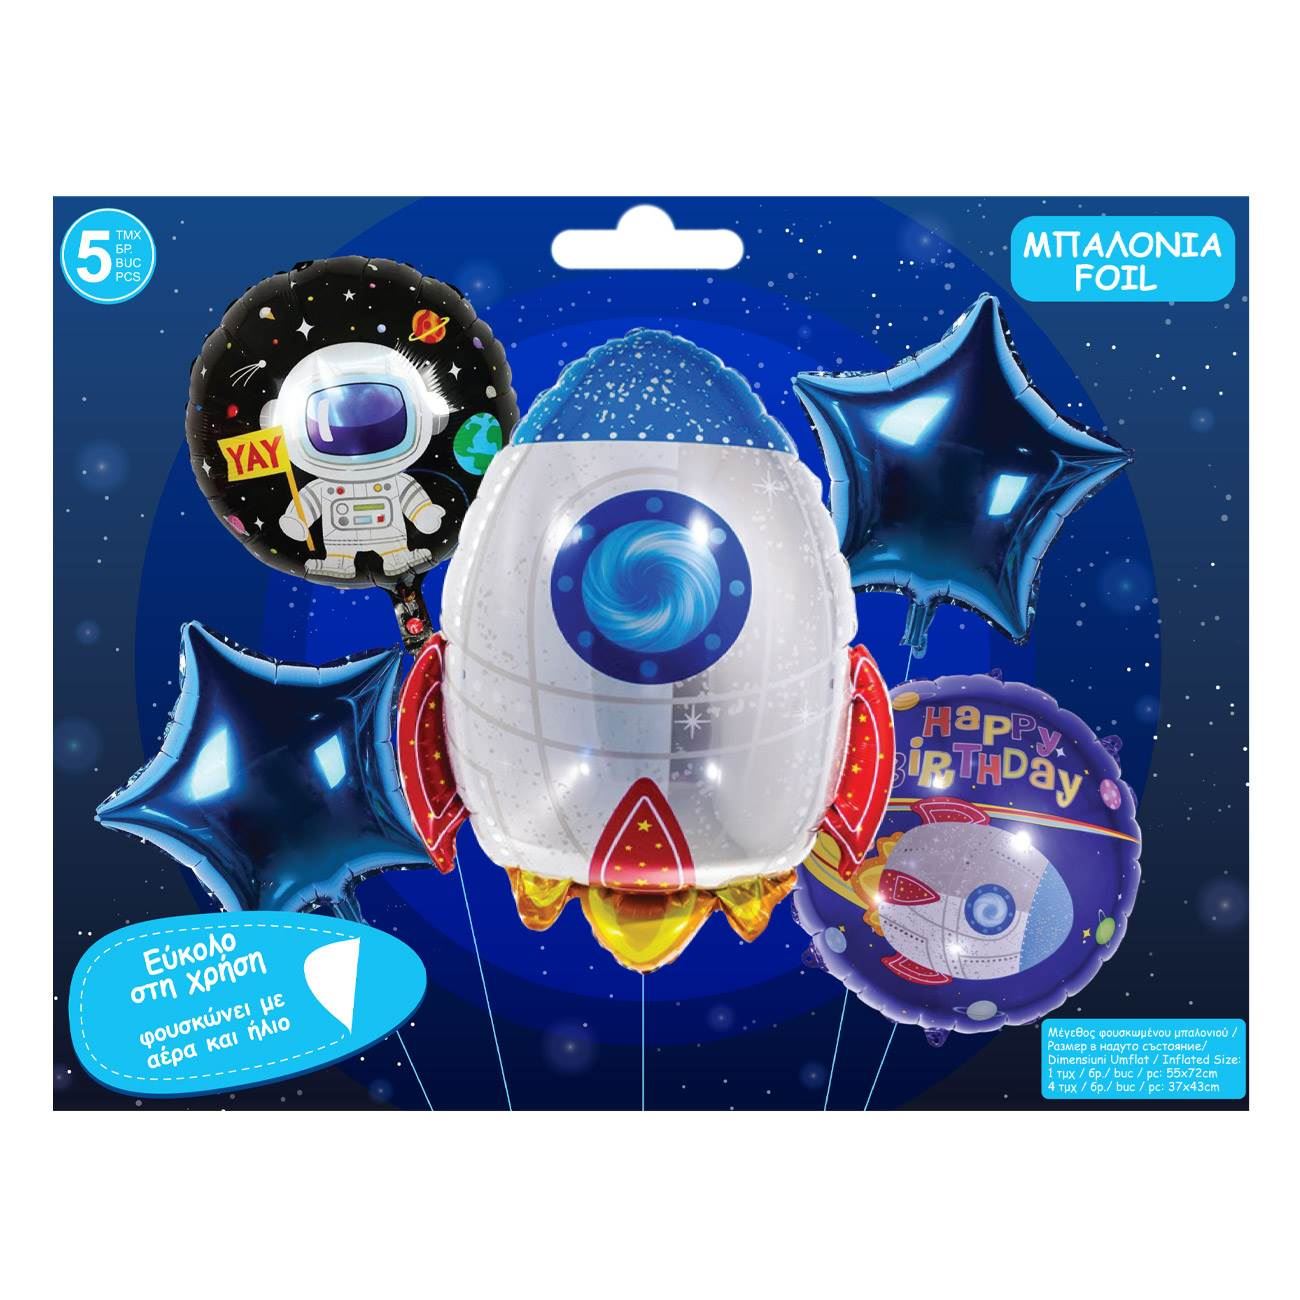 5
ΤΜΧ
БР.
BUC
PCS
ΜΠΑΛΟΝΙΑ
FOIL
YAY
HAPPY
BIRTHDAY
Εύκολο
στη χρήση
φουσκώνει με
αέρα και ήλιο
Μέγεθος φουσκωμένου μπαλονιού /
Размер в надуто състояние/
Dimensiuni Umflat / Inflated Size:
1 τμχ / бр./ buc / pc: 55x72cm
4 τμχ / бр./ buc / pc: 37x43cm